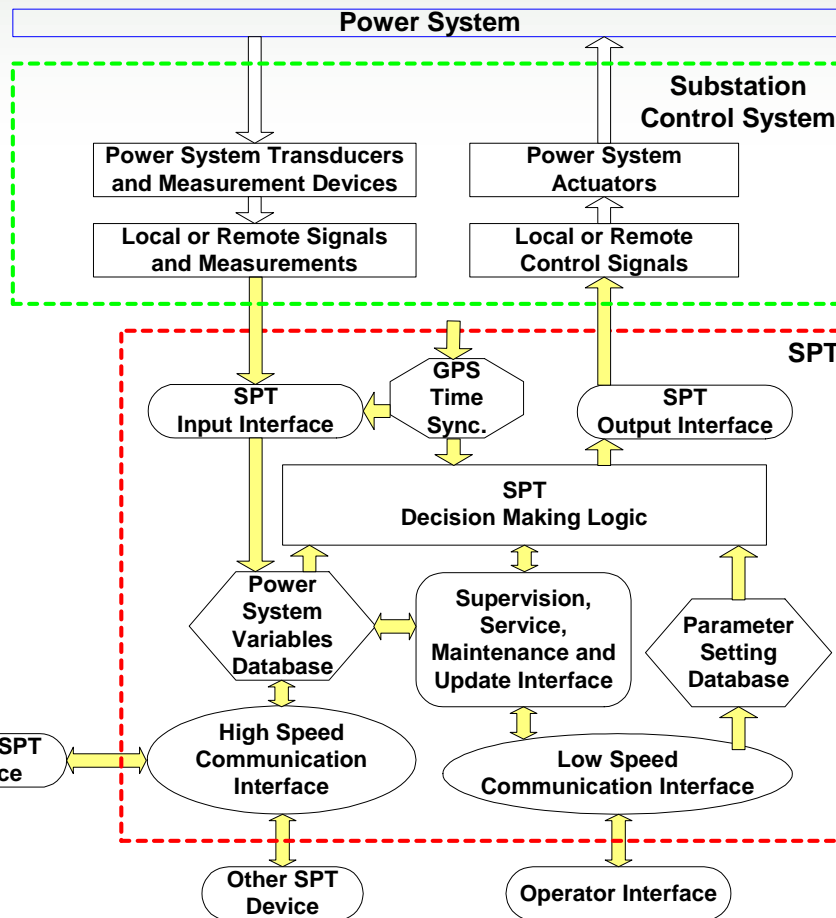 Power System
Substation
Control System
Power System Transducers
and Measurement Devices
Power System
Actuators
Local or Remote Signals
and Measurements
Local or Remote
Control Signals
SPT
GPS
Time
Sync.
SPT
Input Interface
SPT
Output Interface
SPT
Decision Making Logic
Power
System
Variables
Database
Supervision,
Service,
Maintenance and
Update Interface
Parameter
Setting
Database
High Speed
Communication
Interface
Low Speed
Communication Interface
SPT
Other SPT
Device
Operator Interface